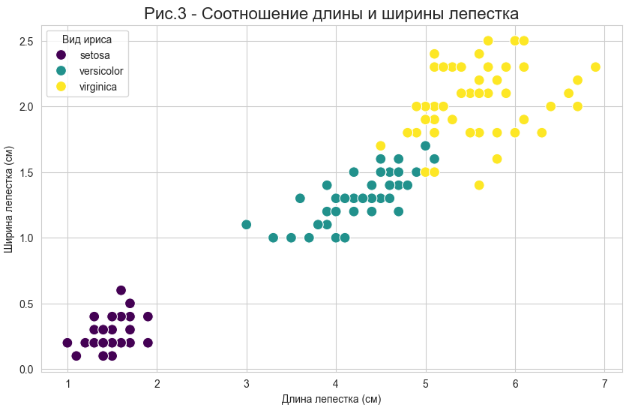 Рис.3 - Соотношение длины и ширины лепестка
Вид ириса
setosa
versicolor
virginica
Ширина лепестка (см)
2.5
2.0
1.5
1.0
0.5
0.0
1 2 3 4 5 6 7
Длина лепестка (см)